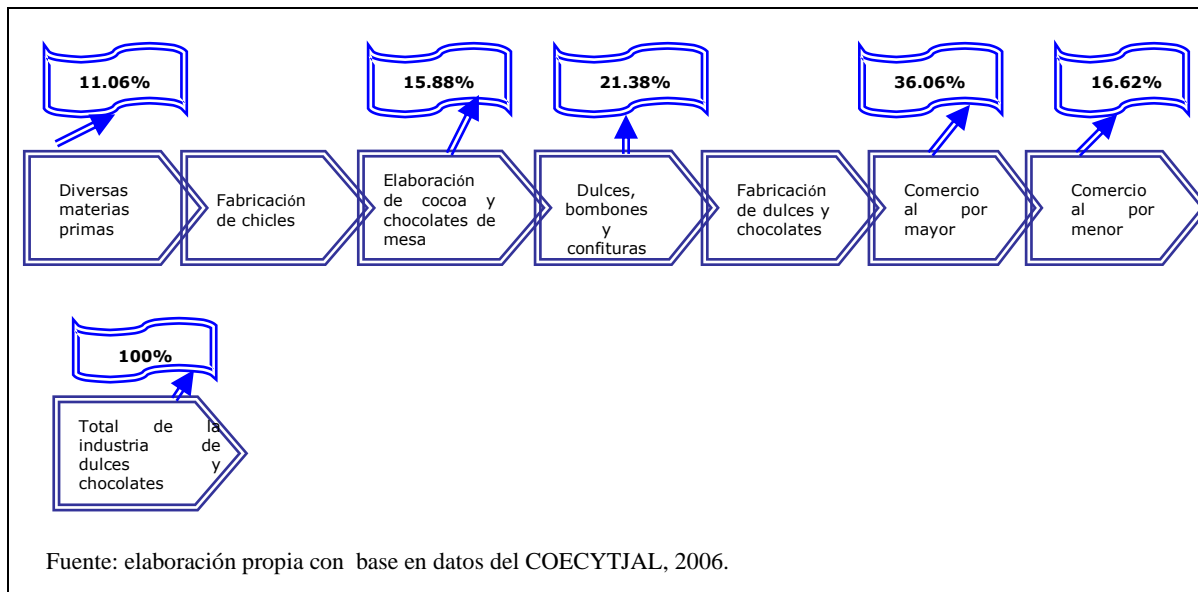 11.06%
15.88%
21.38%
36.06%
16.62%
Diversas
materias
primas
Fabricación
de chicles
Elaboración
de cocoa y
chocolates de
mesa
Dulces,
bombones
y
confituras
Fabricación
de dulces y
chocolates
Comercio
al por
mayor
Comercio
al por
menor
100%
Total de la
industria de
dulces y
chocolates
Fuente: elaboración propia con base en datos del COECYTJAL, 2006.